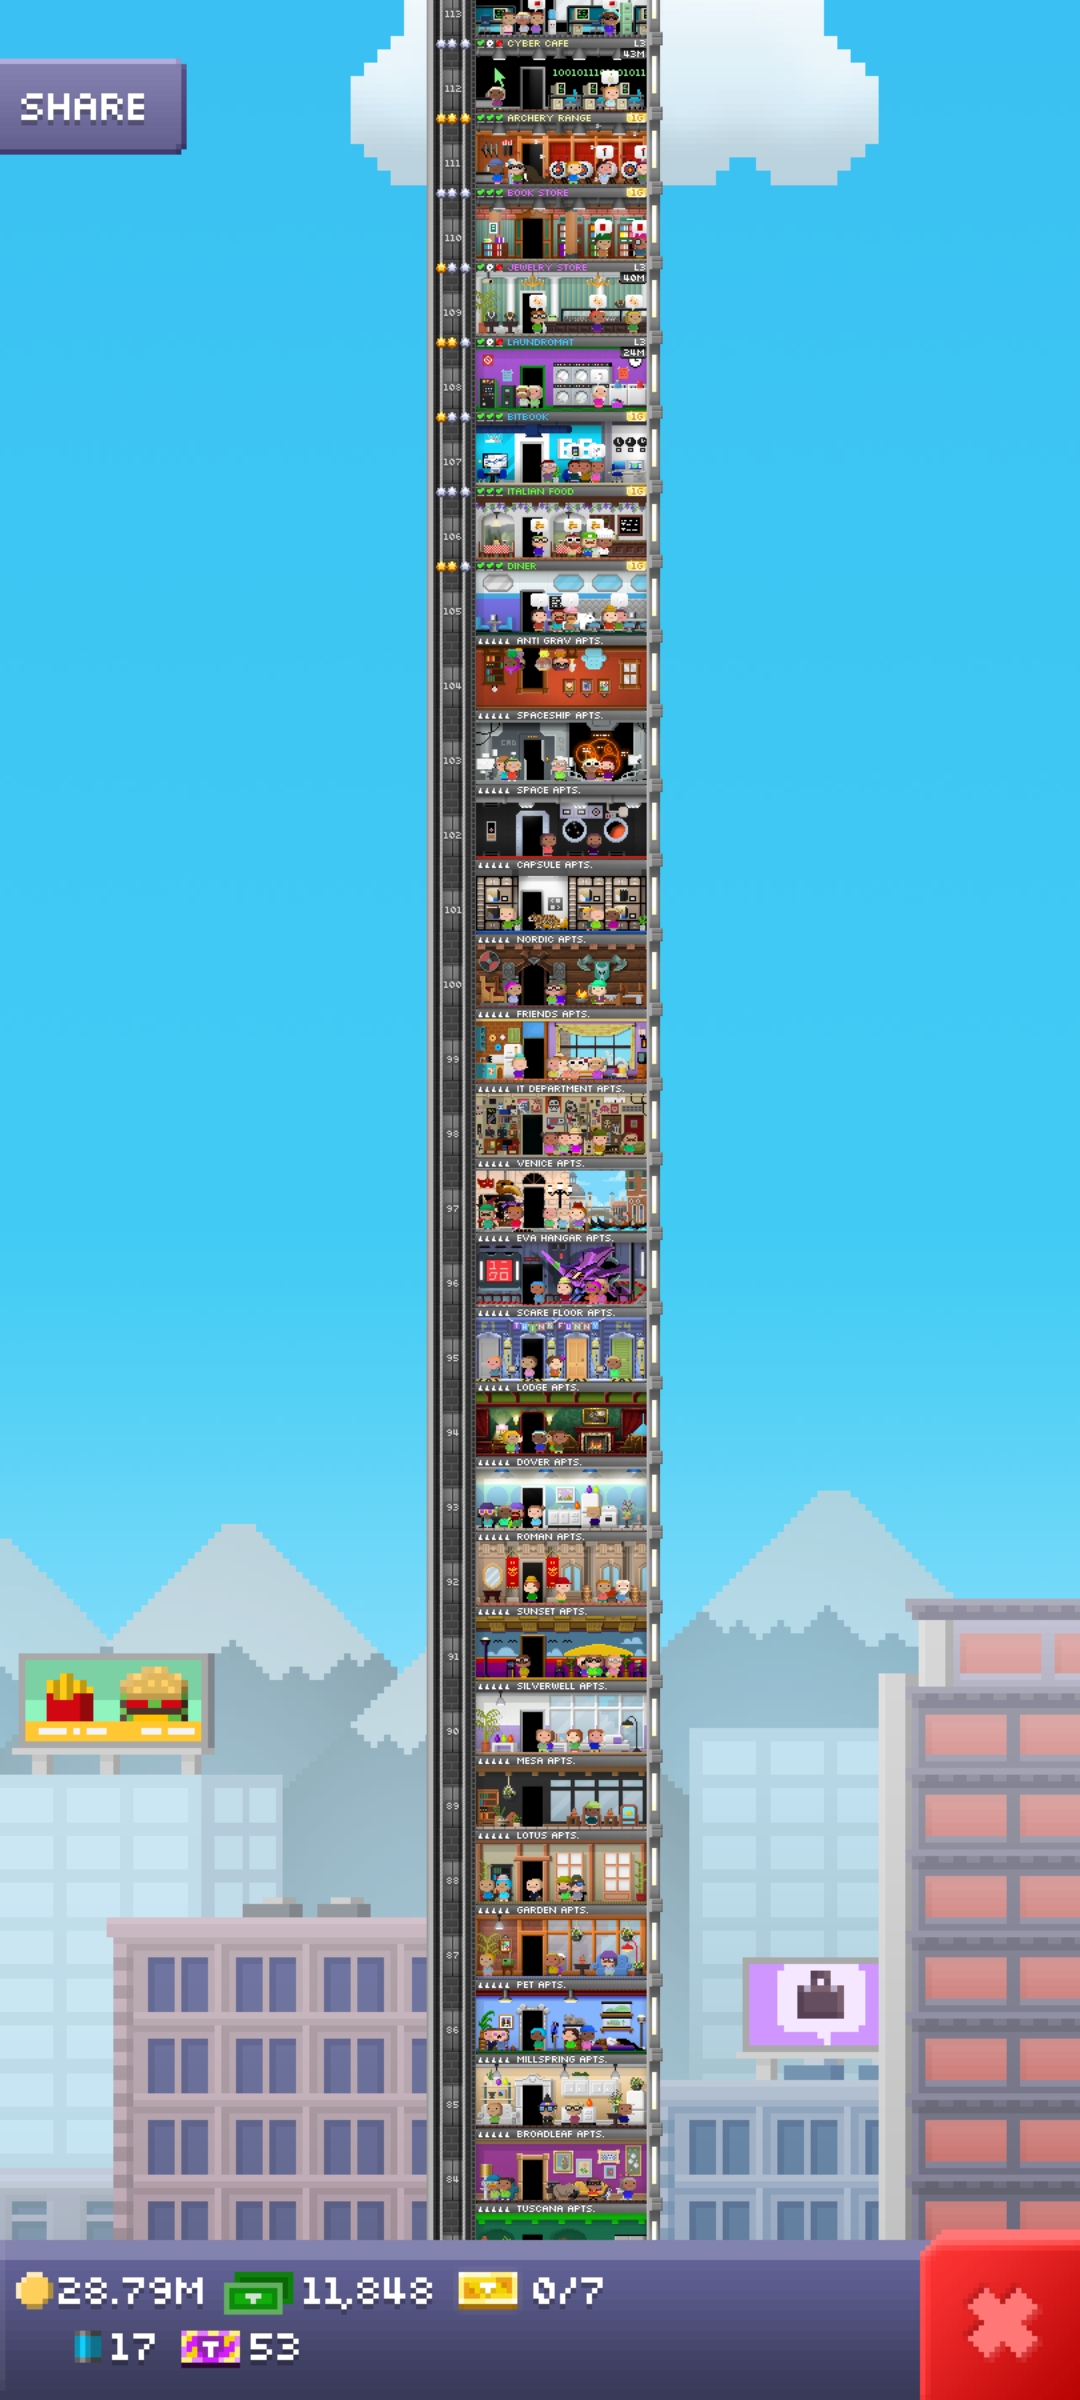 113
CYBER CAFE L3
43M
SHARE
112
ARCHERY RANGE 1G
111
BOOK STORE 1G
110
JEWELRY STORE L3
40M
109
LAUNDROMAT L3
24M
108
BITBOOK 1G
107
ITALIAN FOOD 1G
106
DINER 1G
105
ANTI GRAV APTS.
104
SPACESHIP APTS.
103
SPACE APTS.
102
CAPSULE APTS.
101
NORDIC APTS.
100
FRIENDS APTS.
99
IT DEPARTMENT APTS.
98
VENICE APTS.
97
EVA HANGAR APTS.
96
SCARE FLOOR APTS.
THINK FUNNY
95
LODGE APTS.
94
DOVER APTS.
93
ROMAN APTS.
92
SUNSET APTS.
91
SILVERWELL APTS.
90
MESA APTS.
89
LOTUS APTS.
88
GARDEN APTS.
87
PET APTS.
86
MILLSPRING APTS.
85
BROADLEAF APTS.
84
TUSCANA APTS.
28.79M 11,848 0/7
17 T 53